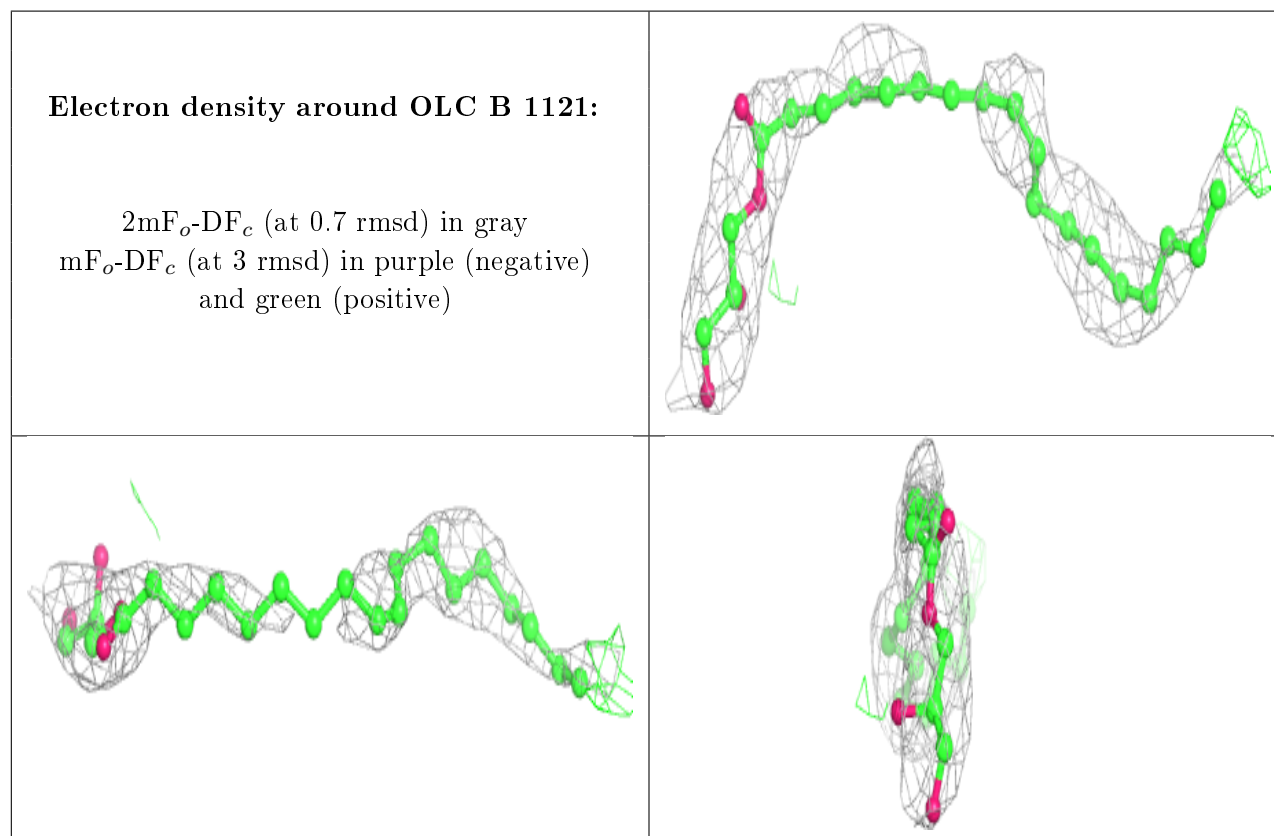 Electron density around OLC B 1121:
2mFₒ-DF𝒸 (at 0.7 rmsd) in gray
mFₒ-DF𝒸 (at 3 rmsd) in purple (negative)
and green (positive)